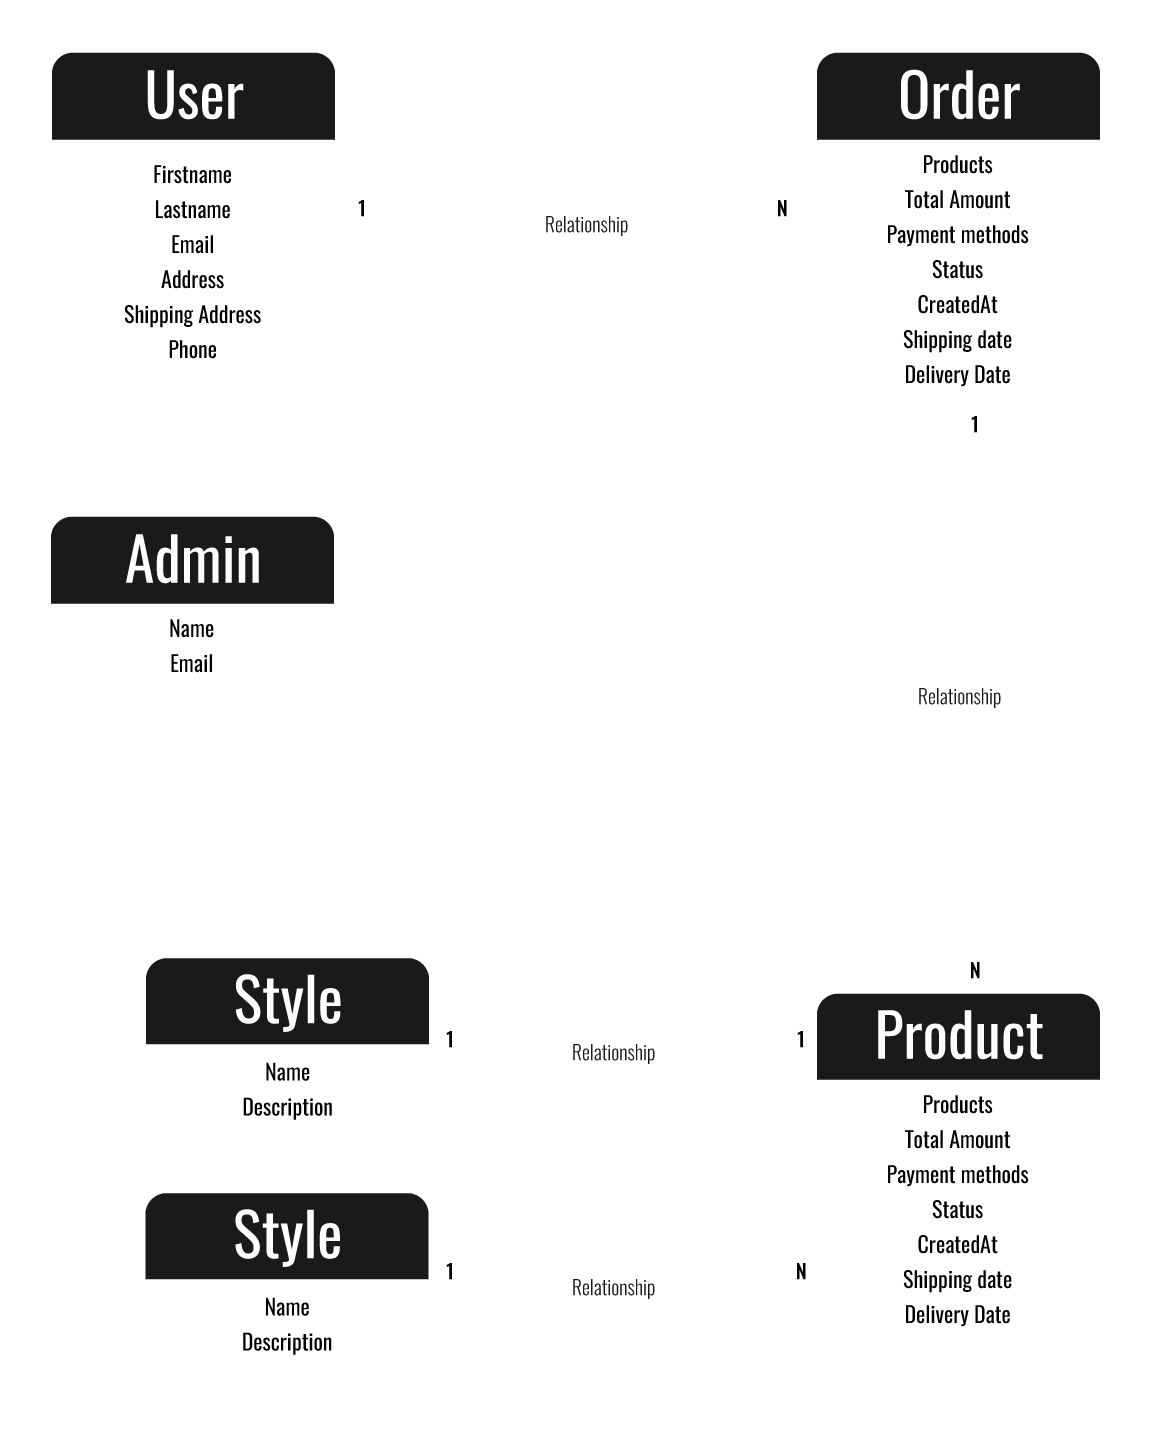 User
Firstname
Lastname
Email
Address
Shipping Address
Phone
1
Relationship
N
Order
Products
Total Amount
Payment methods
Status
CreatedAt
Shipping date
Delivery Date
1
Admin
Name
Email
Relationship
Style
Name
Description
1
Relationship
1
N
Product
Products
Total Amount
Payment methods
Status
CreatedAt
Shipping date
Delivery Date
Style
Name
Description
1
Relationship
N